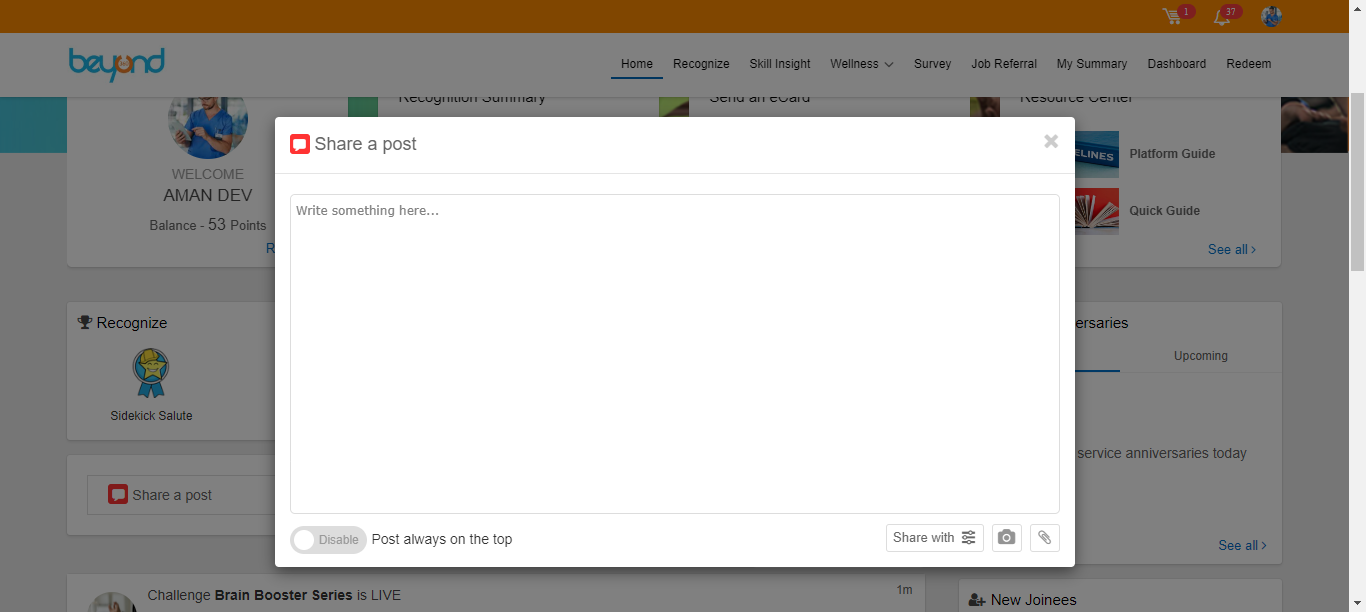 1
37
beyond
Home
Recognize
Skill Insight
Wellness
Survey
Job Referral
My Summary
Dashboard
Redeem
Recognition Summary
Send an eCard
Resource Center
WELCOME
AMAN DEV
Balance - 53 Points
R
ELINES
Platform Guide
Quick Guide
See all ›
Share a post
Write something here...
Disable
Post always on the top
Share with
Recognize
Sidekick Salute
Share a post
ersaries
Upcoming
service anniversaries today
See all ›
Challenge Brain Booster Series is LIVE
1m
New Joinees